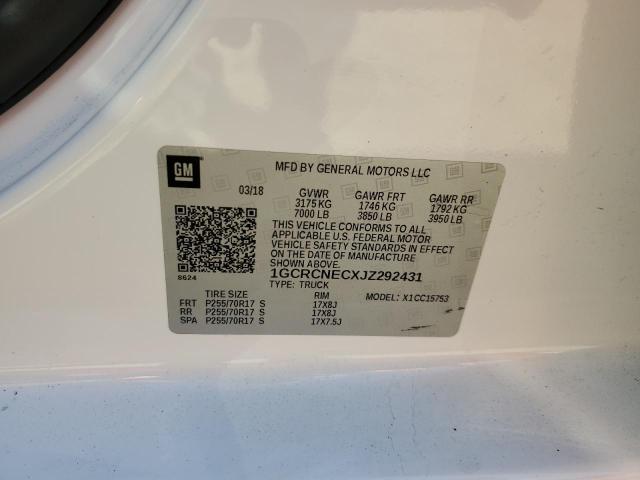 GM
MFD BY GENERAL MOTORS LLC
03/18 GVWR GAWR FRT GAWR RR
3175 KG 1746 KG 1792 KG
7000 LB 3850 LB 3950 LB
THIS VEHICLE CONFORMS TO ALL
APPLICABLE U.S. FEDERAL MOTOR
VEHICLE SAFETY STANDARDS IN EFFECT
ON THE DATE OF MANUFACTURE
SHOWN ABOVE.
8624
1GCRCNECXJZ292431
TYPE: TRUCK
TIRE SIZE RIM MODEL: X1CC15753
FRT P255/70R17 S 17X8J
RR P255/70R17 S 17X8J
SPA P255/70R17 S 17X7.5J